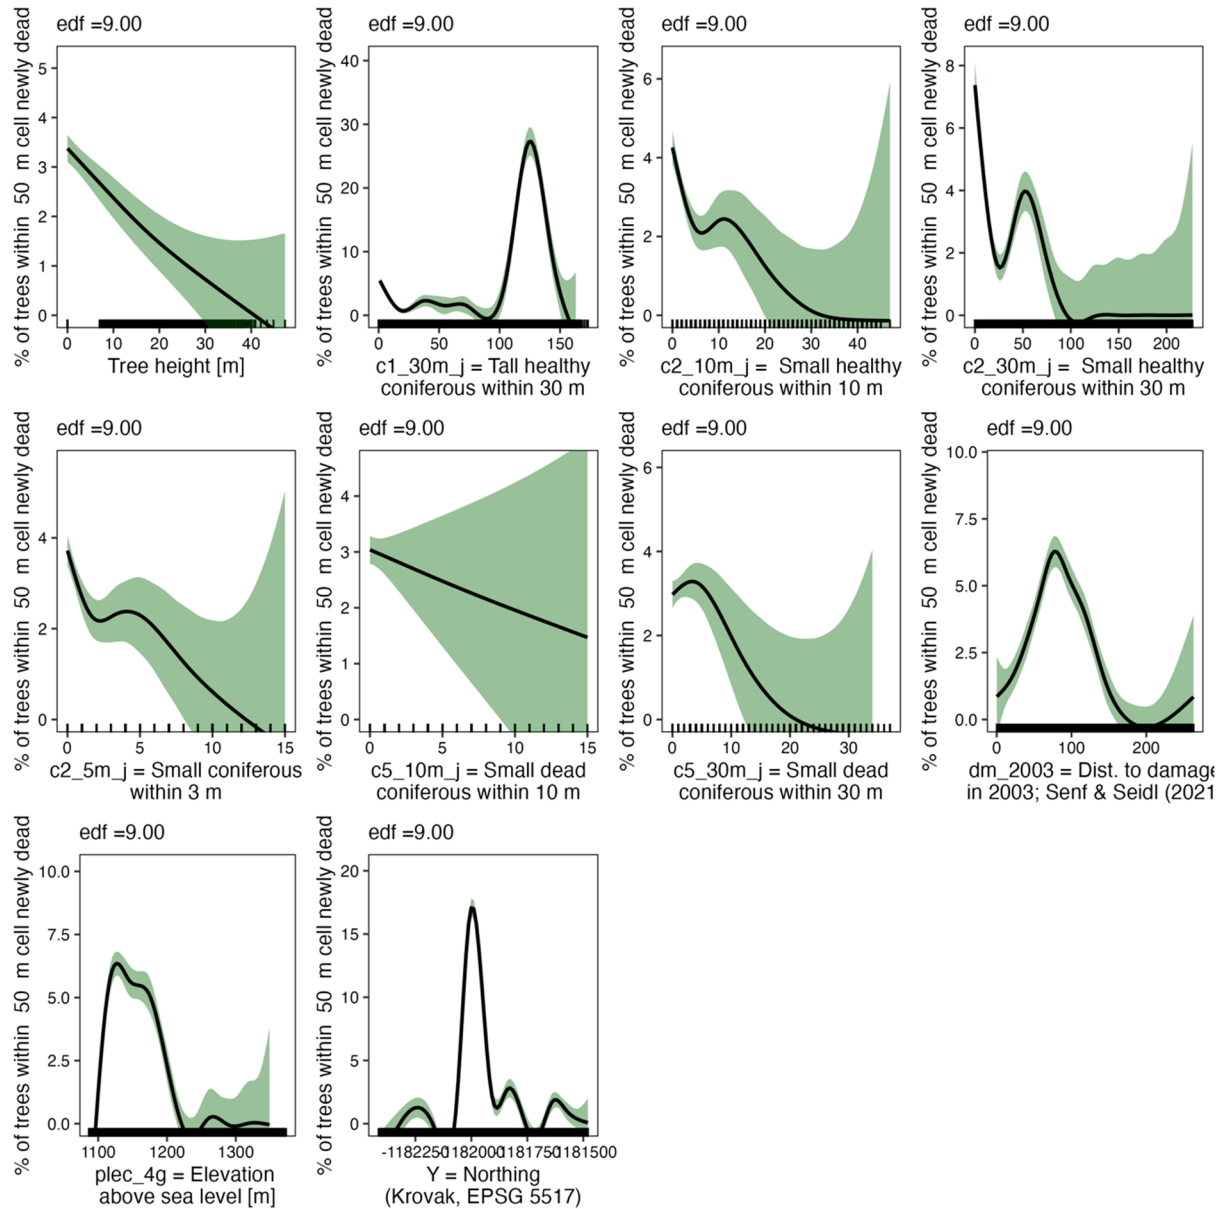 edf =9.00
% of trees within 50 m cell newly dead
5
4
3
2
1
0
0 10 20 30 40
Tree height [m]
edf =9.00
% of trees within 50 m cell newly dead
40
30
20
10
0
0 50 100 150
c1_30m_j = Tall healthy
coniferous within 30 m
edf =9.00
% of trees within 50 m cell newly dead
6
4
2
0
0 10 20 30 40
c2_10m_j = Small healthy
coniferous within 10 m
edf =9.00
% of trees within 50 m cell newly dead
8
6
4
2
0
0 50 100 150 200
c2_30m_j = Small healthy
coniferous within 30 m
edf =9.00
% of trees within 50 m cell newly dead
4
2
0
0 5 10 15
c2_5m_j = Small coniferous
within 3 m
edf =9.00
% of trees within 50 m cell newly dead
4
3
2
1
0
0 5 10 15
c5_10m_j = Small dead
coniferous within 10 m
edf =9.00
% of trees within 50 m cell newly dead
6
4
2
0
0 10 20 30
c5_30m_j = Small dead
coniferous within 30 m
edf =9.00
% of trees within 50 m cell newly dead
10.0
7.5
5.0
2.5
0.0
0 100 200
dm_2003 = Dist. to damage
in 2003; Senf & Seidl (2021
edf =9.00
% of trees within 50 m cell newly dead
10.0
7.5
5.0
2.5
0.0
1100 1200 1300
plec_4g = Elevation
above sea level [m]
edf =9.00
% of trees within 50 m cell newly dead
20
15
10
5
0
-1182250 -1182000 -1181750 -1181500
Y = Northing
(Krovak, EPSG 5517)